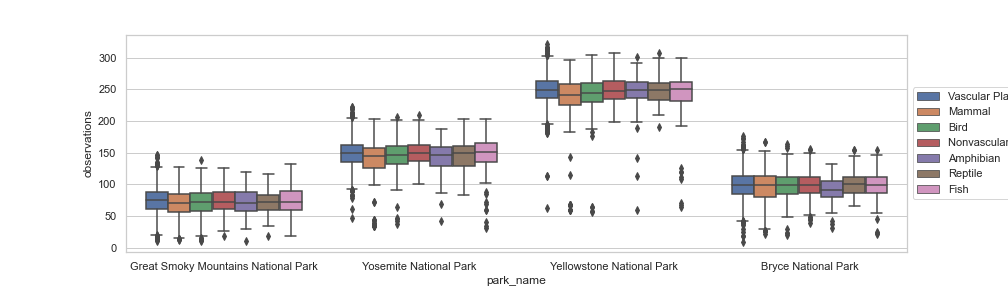 300
250
200
150
100
50
0
observations
Great Smoky Mountains National Park
Yosemite National Park
Yellowstone National Park
Bryce National Park
park_name
Vascular Pla
Mammal
Bird
Nonvascular
Amphibian
Reptile
Fish